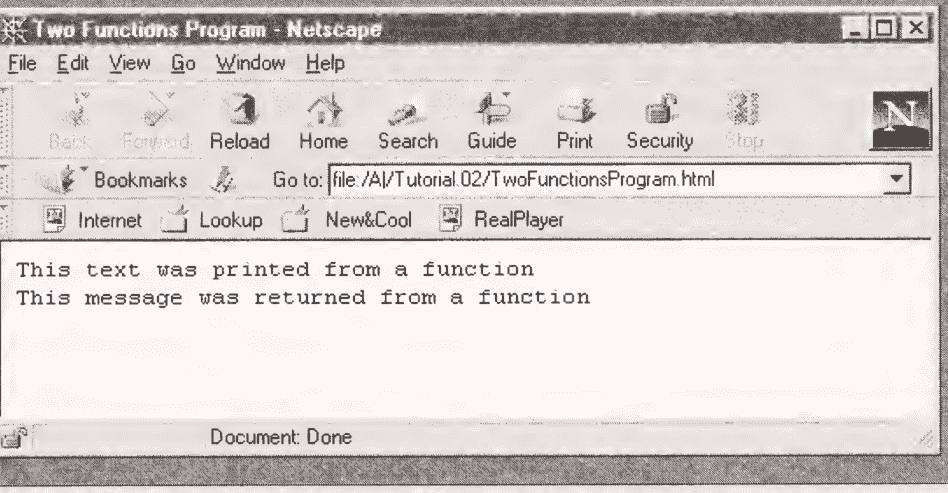 Two Functions Program - Netscape
File Edit View Go Window Help
Back Forward Reload Home Search Guide Print Security Stop
N
Bookmarks Go to: file:/A|/Tutorial.02/TwoFunctionsProgram.html
Internet Lookup New&Cool RealPlayer
This text was printed from a function
This message was returned from a function
Document: Done